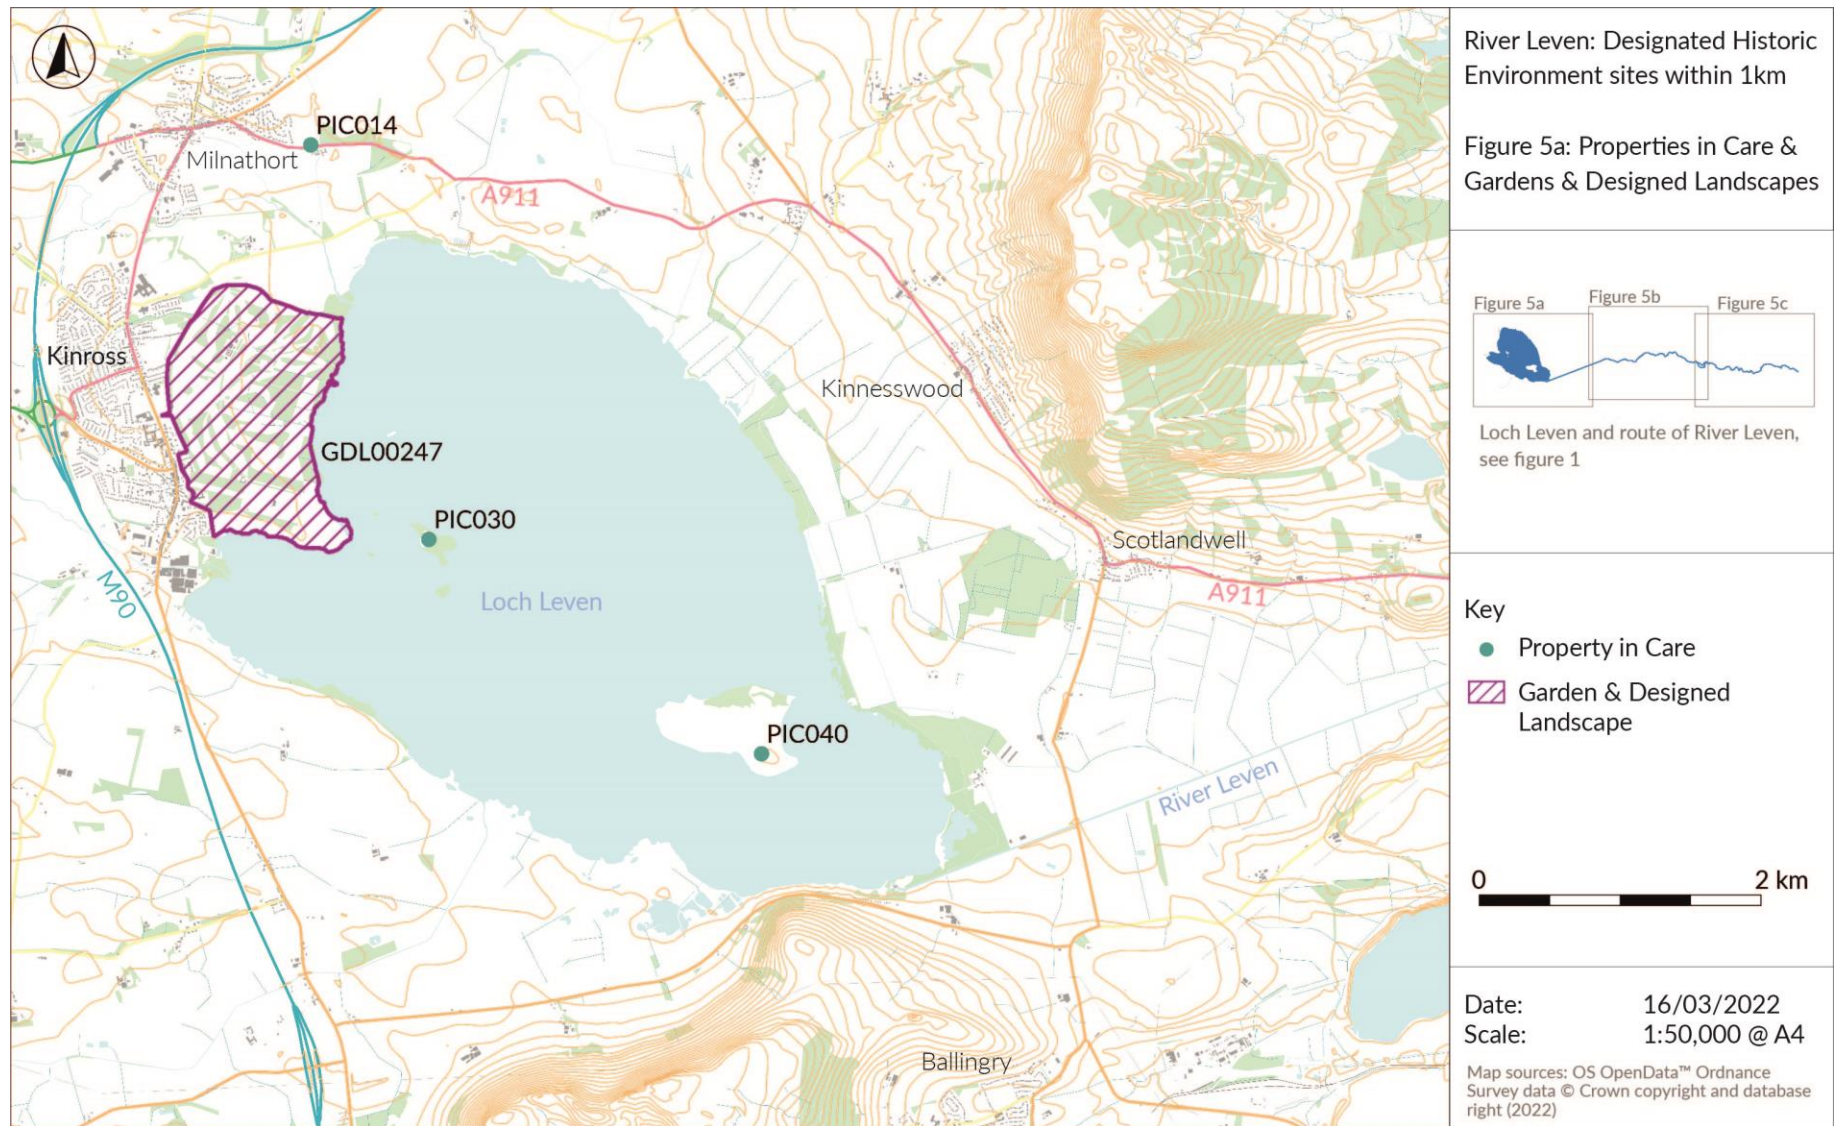 PIC014
Milnathort
A911
Kinross
Kinnesswood
GDL00247
PIC030
Scotlandwell
A911
M90
Loch Leven
PIC040
River Leven
Ballingry
River Leven: Designated Historic
Environment sites within 1km
Figure 5a: Properties in Care &
Gardens & Designed Landscapes
Figure 5a
Figure 5b
Figure 5c
Loch Leven and route of River Leven,
see figure 1
Key
Property in Care
Garden & Designed
Landscape
0 2 km
Date: 16/03/2022
Scale: 1:50,000 @ A4
Map sources: OS OpenData™ Ordnance
Survey data © Crown copyright and database
right (2022)